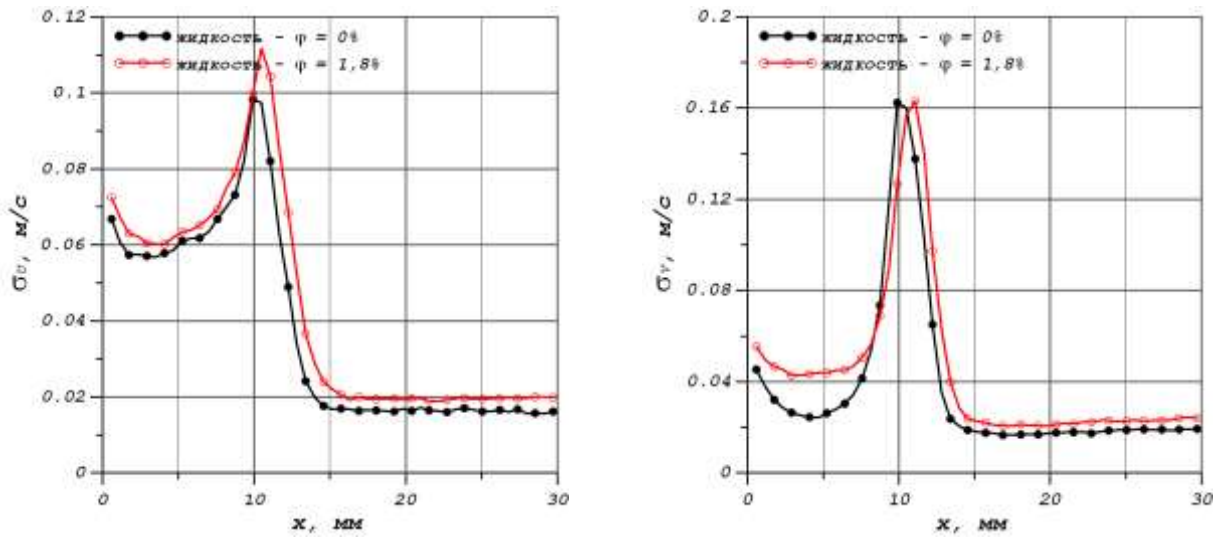 0.12
0.1
0.08
0.06
0.04
0.02
0
σU, м/с
жидкость - φ = 0%
жидкость - φ = 1,8%
0 10 20 30
x, мм
0.2
0.16
0.12
0.08
0.04
0
σV, м/с
жидкость - φ = 0%
жидкость - φ = 1,8%
0 10 20 30
x, мм